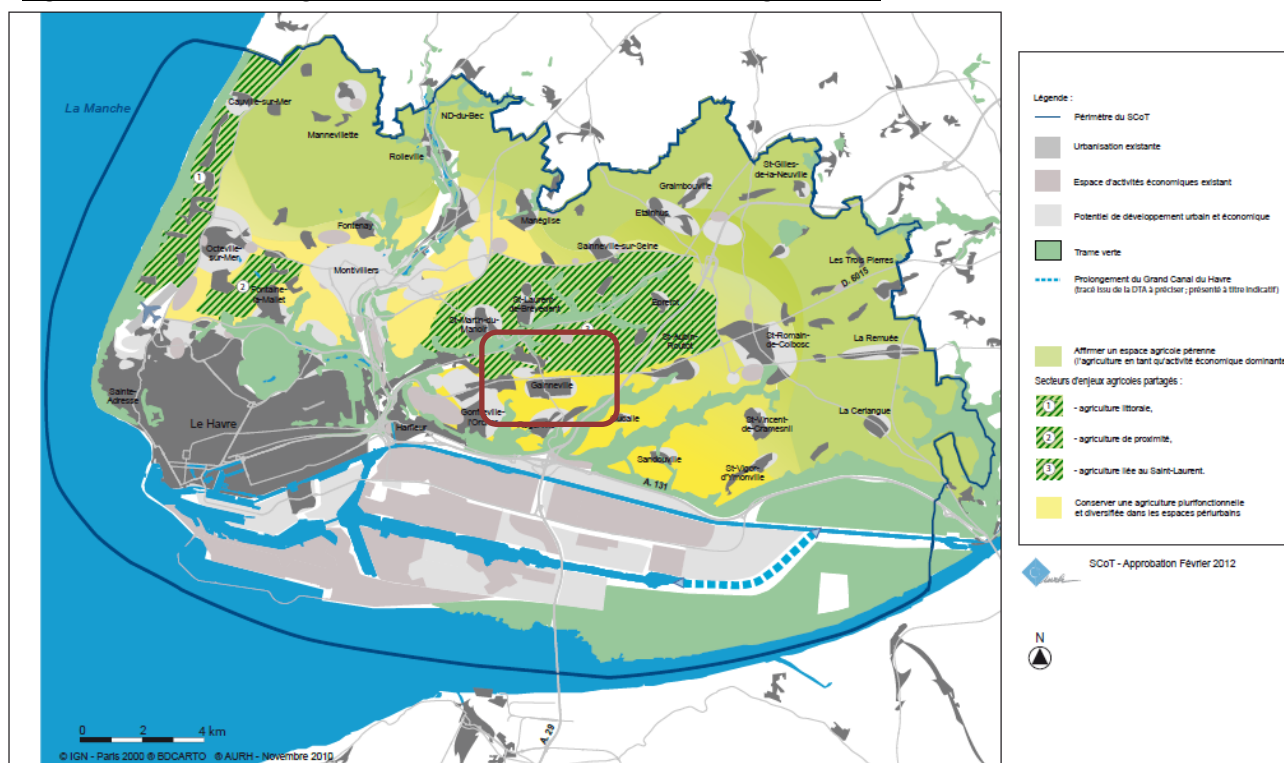 La Manche
Cauville-sur-Mer
Mannevillette
ND-du-Bec
Rolleville
St-Gilles-
de-la-Neuville
Graimbouville
Etainhus
1
Fontenay
Manéglise
Sainneville-sur-Seine
Octeville-
sur-Mer
Montivilliers
Les Trois Pierres
D. 6015
2
Fontaine-
la-Mallet
St-Laurent-
de-Brèvedent
Epretot
St-Martin-du-
Manoir
St-Aubin-
Routot
St-Romain-
de-Colbosc
La Remuée
Sainte-
Adresse
Gainneville
Le Havre
Harfleur
La Cerlangue
St-Vincent-
de-Cramesnil
Sandouville
St-Vigor-
d'Ymonville
A. 131
A. 29
0 2 4 km
© IGN - Paris 2000 ® BDCARTO ® AURH - Novembre 2010
Légende :
Périmètre du SCoT
Urbanisation existante
Espace d'activités économiques existant
Potentiel de développement urbain et économique
Trame verte
Prolongement du Grand Canal du Havre
(tracé issu de la DTA à préciser ; présenté à titre indicatif)
Affirmer un espace agricole pérenne
(l'agriculture en tant qu'activité économique dominante
Secteurs d'enjeux agricoles partagés :
1 - agriculture littorale,
2 - agriculture de proximité,
3 - agriculture liée au Saint-Laurent.
Conserver une agriculture plurifonctionnelle
et diversifiée dans les espaces périurbains
SCoT - Approbation Février 2012
N